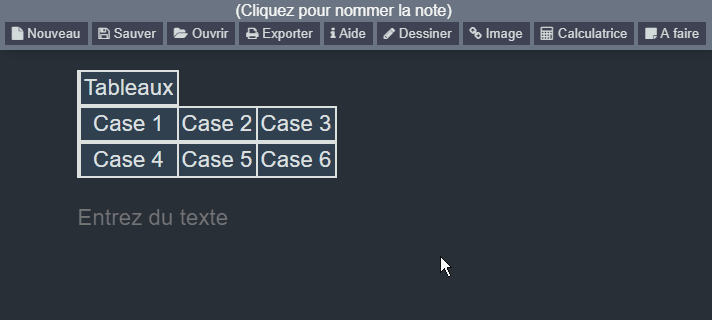 (Cliquez pour nommer la note)
Nouveau Sauver Ouvrir Exporter Aide Dessiner Image Calculatrice A faire
Tableaux
Case 1 Case 2 Case 3
Case 4 Case 5 Case 6
Entrez du texte